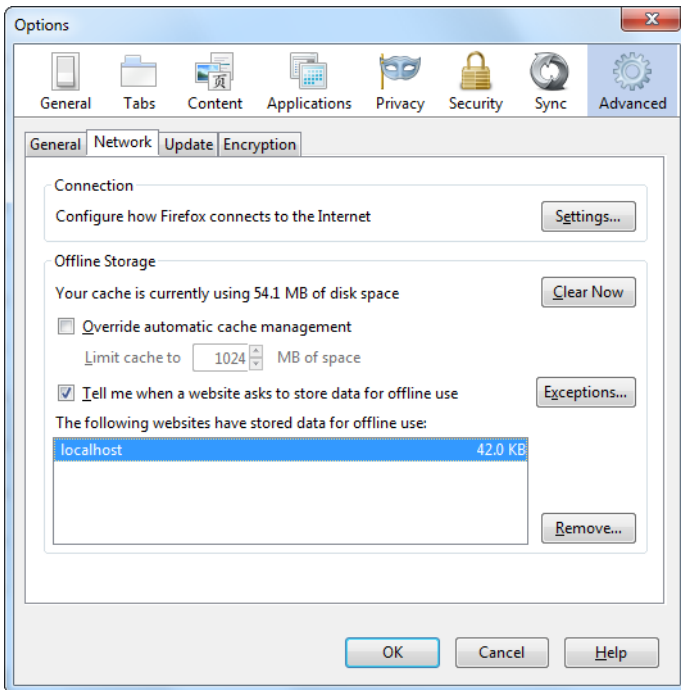 Options
页
General Tabs Content Applications Privacy Security Sync Advanced
General Network Update Encryption
Connection
Configure how Firefox connects to the Internet Settings...
Offline Storage
Your cache is currently using 54.1 MB of disk space Clear Now
Override automatic cache management
Limit cache to 1024 MB of space
Tell me when a website asks to store data for offline use Exceptions...
The following websites have stored data for offline use:
localhost 42.0 KB
Remove...
OK Cancel Help